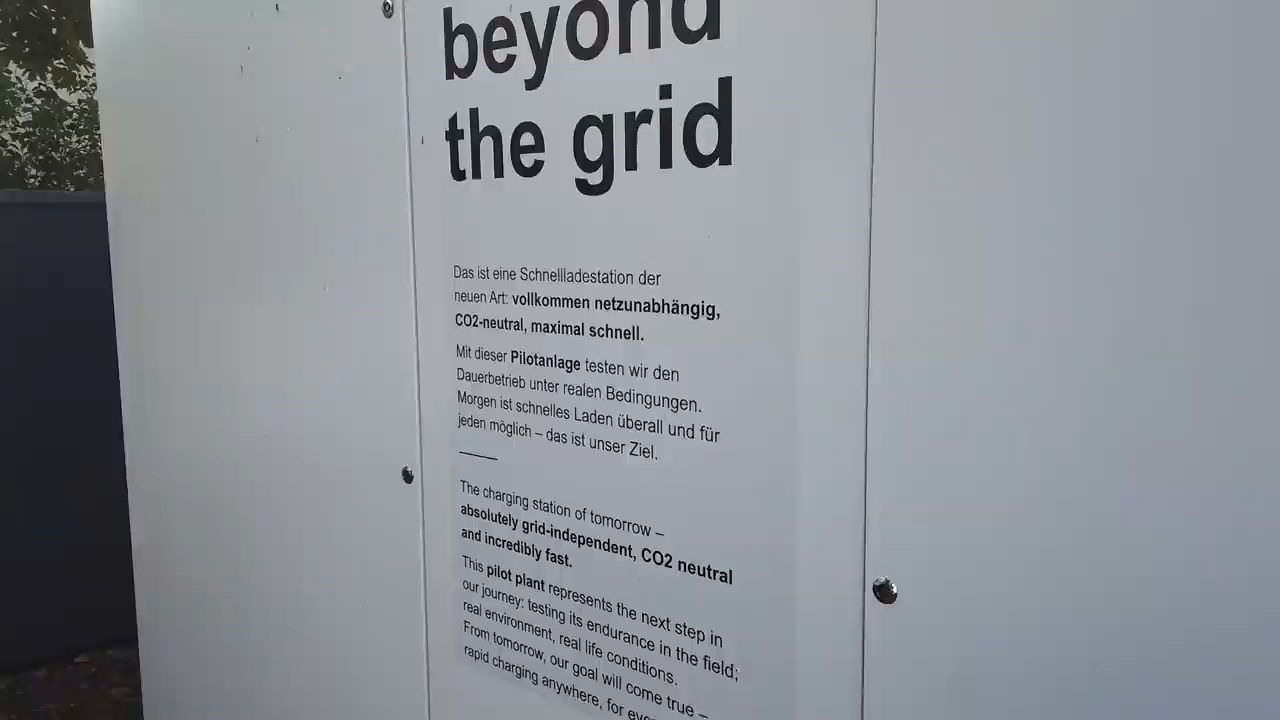 beyond
the grid
Das ist eine Schnellladestation der
neuen Art: vollkommen netzunabhängig,
CO2-neutral, maximal schnell.
Mit dieser Pilotanlage testen wir den
Dauerbetrieb unter realen Bedingungen.
Morgen ist schnelles Laden überall und für
jeden möglich – das ist unser Ziel.
The charging station of tomorrow –
absolutely grid-independent, CO2 neutral
and incredibly fast.
This pilot plant represents the next step in
our journey: testing its endurance in the field;
real environment, real life conditions.
From tomorrow, our goal will come true –
rapid charging anywhere, for